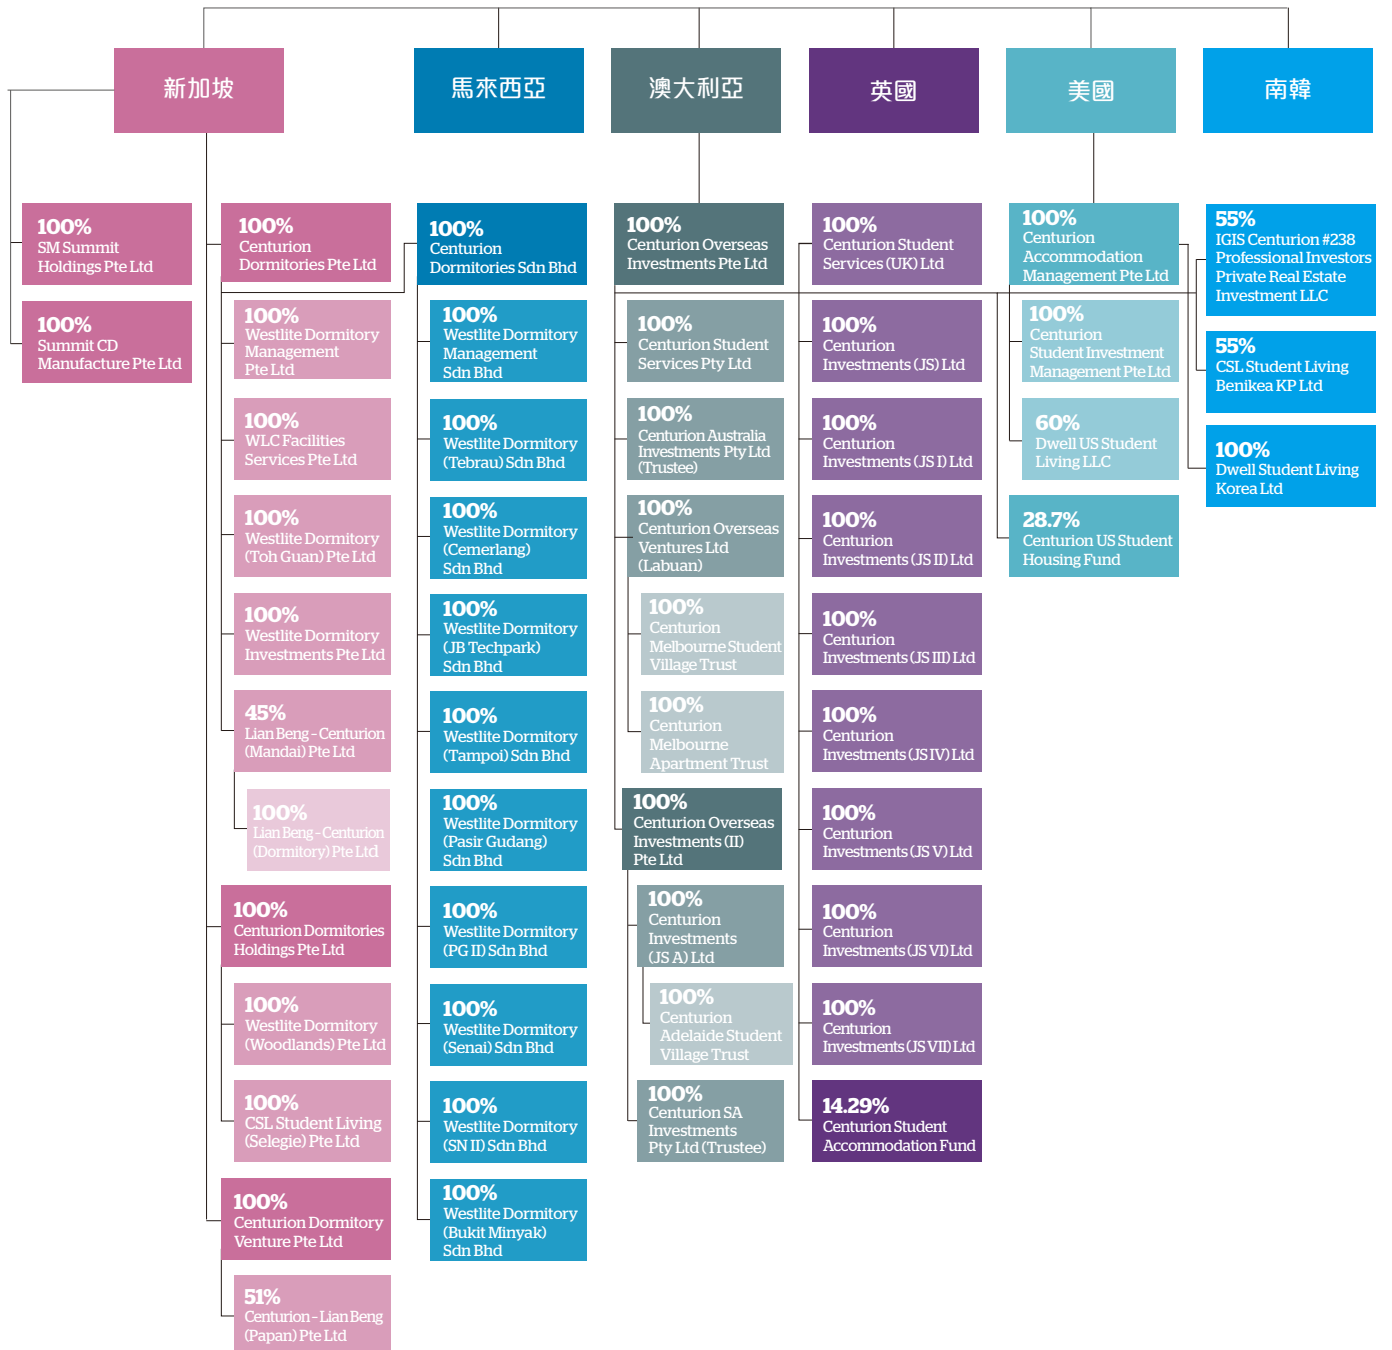 新加坡
馬來西亞
澳大利亞
英國
美國
南韓
100%
SM Summit
Holdings Pte Ltd
100%
Summit CD
Manufacture Pte Ltd
100%
Centurion
Dormitories Pte Ltd
100%
Westlite Dormitory
Management
Pte Ltd
100%
WLC Facilities
Services Pte Ltd
100%
Westlite Dormitory
(Toh Guan) Pte Ltd
100%
Westlite Dormitory
Investments Pte Ltd
45%
Lian Beng – Centurion
(Mandai) Pte Ltd
100%
Lian Beng – Centurion
(Dormitory) Pte Ltd
100%
Centurion Dormitories
Holdings Pte Ltd
100%
Westlite Dormitory
(Woodlands) Pte Ltd
100%
CSL Student Living
(Selegie) Pte Ltd
100%
Centurion Dormitory
Venture Pte Ltd
51%
Centurion – Lian Beng
(Papan) Pte Ltd
100%
Centurion
Dormitories Sdn Bhd
100%
Westlite Dormitory
Management
Sdn Bhd
100%
Westlite Dormitory
(Tebrau) Sdn Bhd
100%
Westlite Dormitory
(Cemerlang)
Sdn Bhd
100%
Westlite Dormitory
(JB Techpark)
Sdn Bhd
100%
Westlite Dormitory
(Tampoi) Sdn Bhd
100%
Westlite Dormitory
(Pasir Gudang)
Sdn Bhd
100%
Westlite Dormitory
(PG II) Sdn Bhd
100%
Westlite Dormitory
(Senai) Sdn Bhd
100%
Westlite Dormitory
(SN II) Sdn Bhd
100%
Westlite Dormitory
(Bukit Minyak)
Sdn Bhd
100%
Centurion Overseas
Investments Pte Ltd
100%
Centurion Student
Services Pty Ltd
100%
Centurion Australia
Investments Pty Ltd
(Trustee)
100%
Centurion Overseas
Ventures Ltd
(Labuan)
100%
Centurion
Melbourne Student
Village Trust
100%
Centurion
Melbourne
Apartment Trust
100%
Centurion Overseas
Investments (II)
Pte Ltd
100%
Centurion
Investments
(JS A) Ltd
100%
Centurion
Adelaide Student
Village Trust
100%
Centurion SA
Investments
Pty Ltd (Trustee)
100%
Centurion Student
Services (UK) Ltd
100%
Centurion
Investments (JS) Ltd
100%
Centurion
Investments (JS I) Ltd
100%
Centurion
Investments (JS II) Ltd
100%
Centurion
Investments (JS III) Ltd
100%
Centurion
Investments (JS IV) Ltd
100%
Centurion
Investments (JS V) Ltd
100%
Centurion
Investments (JS VI) Ltd
100%
Centurion
Investments (JS VII) Ltd
14.29%
Centurion Student
Accommodation Fund
100%
Centurion
Accommodation
Management Pte Ltd
100%
Centurion
Student Investment
Management Pte Ltd
60%
Dwell US Student
Living LLC
28.7%
Centurion US Student
Housing Fund
55%
IGIS Centurion #238
Professional Investors
Private Real Estate
Investment LLC
55%
CSL Student Living
Benikea KP Ltd
100%
Dwell Student Living
Korea Ltd